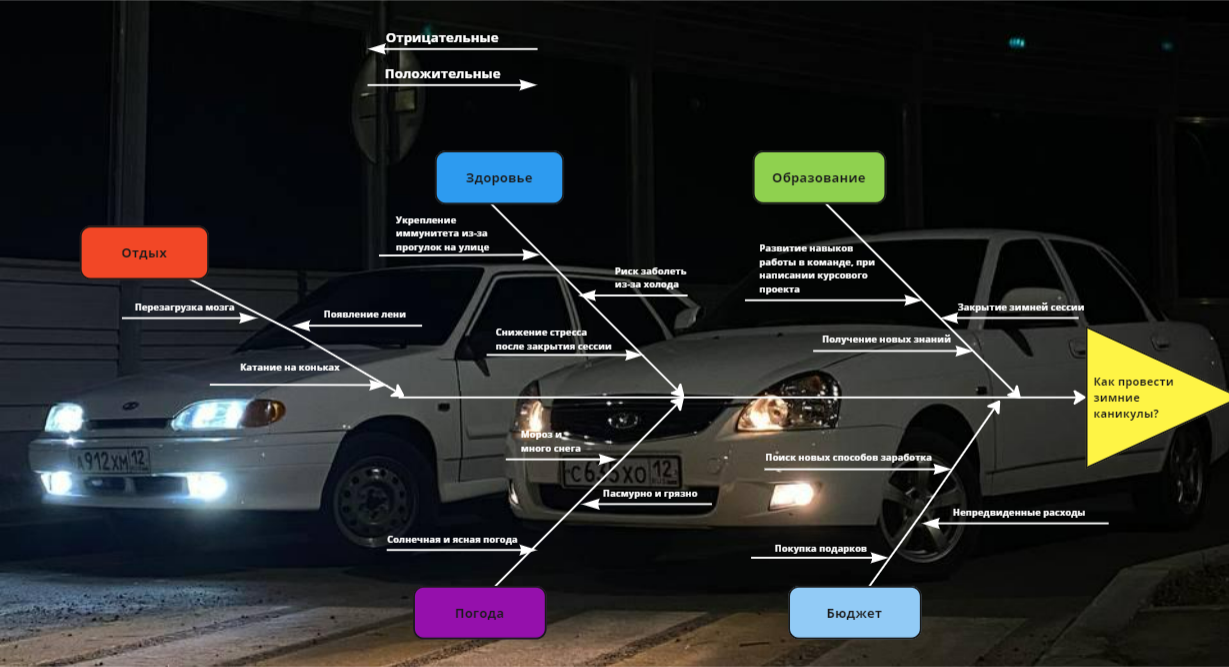 Отрицательные
Положительные
Здоровье
Образование
Отдых
Укрепление
иммунитета из-за
прогулок на улице
Риск заболеть
из-за холода
Снижение стресса
после закрытия сессии
Развитие навыков
работы в команде, при
написании курсового
проекта
Закрытие зимней сессии
Получение новых знаний
Перезагрузка мозга
Появление лени
Катание на коньках
Как провести
зимние
каникулы?
Мороз и
много снега
Пасмурно и грязно
Солнечная и ясная погода
Поиск новых способов заработка
Непредвиденные расходы
Покупка подарков
А912ХМ 12
12
Погода
Бюджет